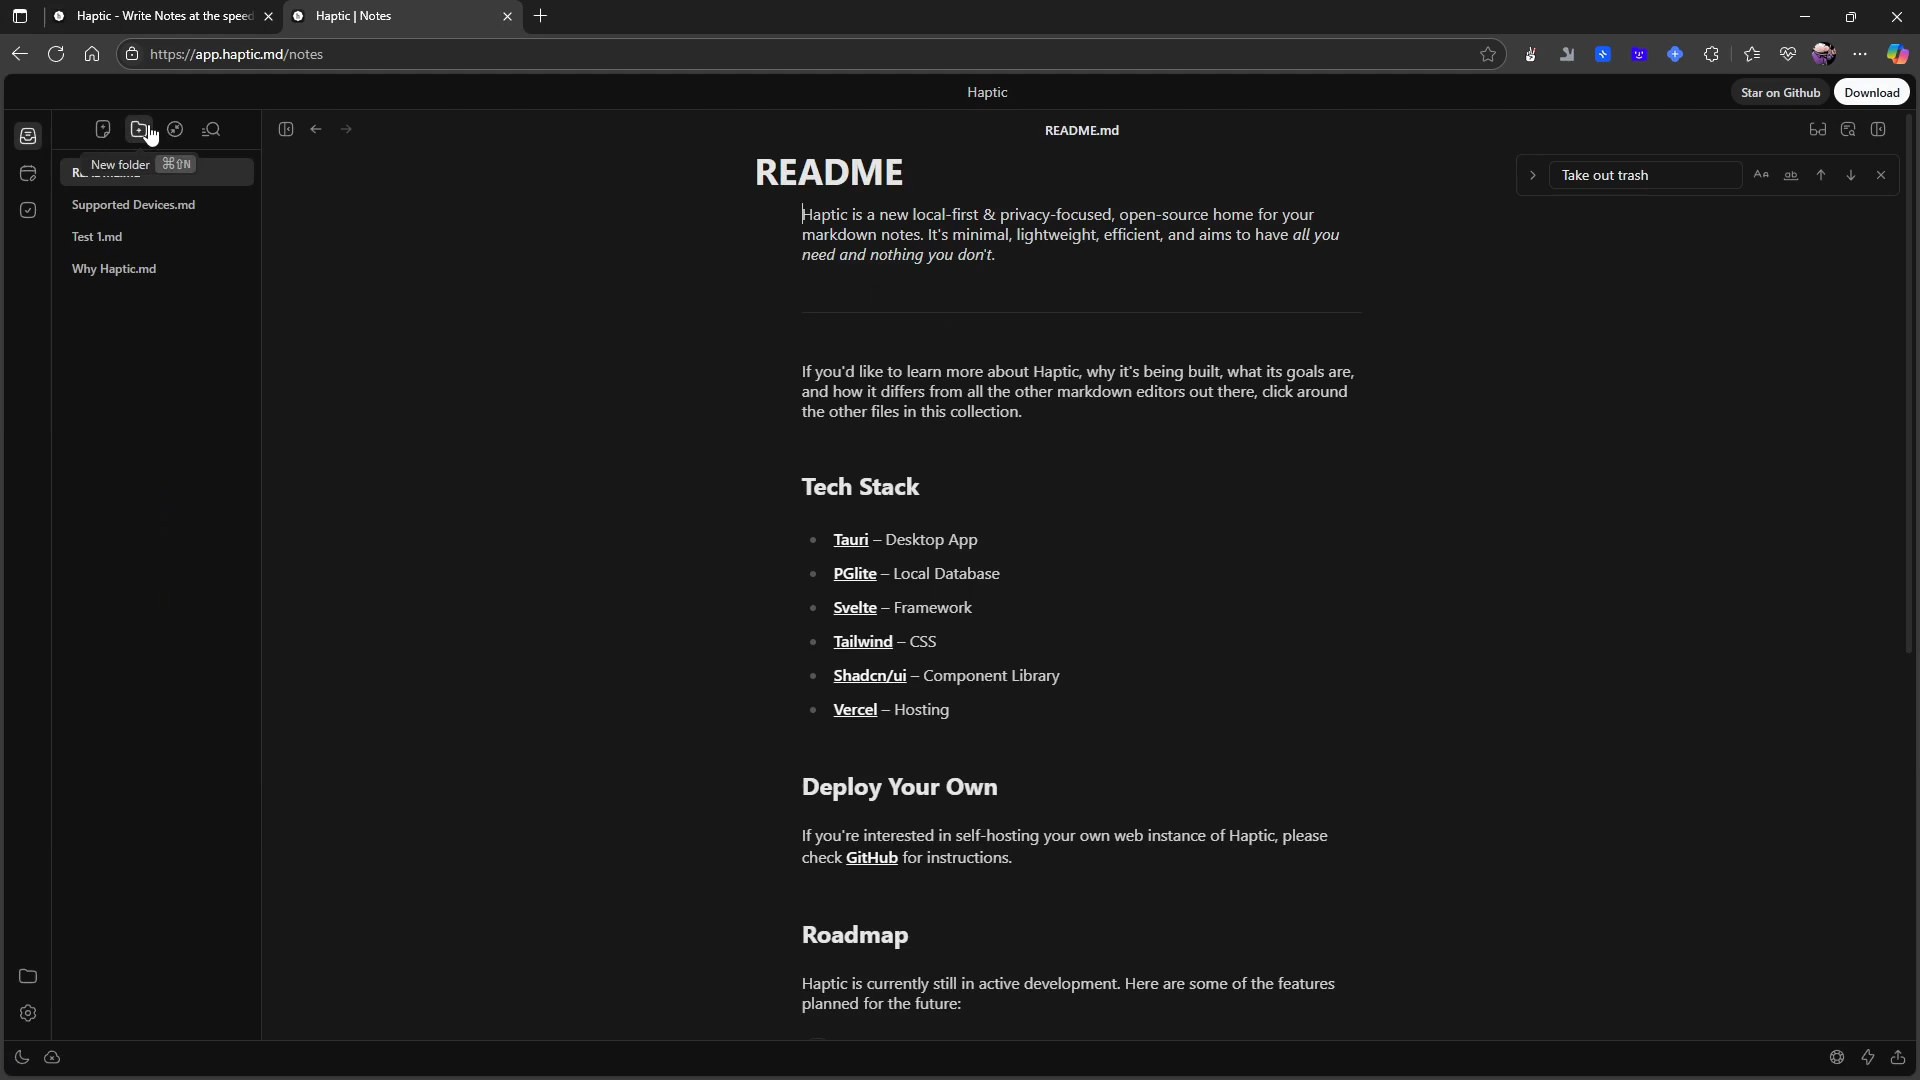 Haptic - Write Notes at the speed
Haptic | Notes
https://app.haptic.md/notes
Haptic
Star on Github
Download
README.md
New folder ⌘⇧N
Supported Devices.md
Test 1.md
Why Haptic.md
Take out trash
README
Haptic is a new local-first & privacy-focused, open-source home for your
markdown notes. It's minimal, lightweight, efficient, and aims to have all you
need and nothing you don't.
If you'd like to learn more about Haptic, why it's being built, what its goals are,
and how it differs from all the other markdown editors out there, click around
the other files in this collection.
Tech Stack
• Tauri – Desktop App
• PGlite – Local Database
• Svelte – Framework
• Tailwind – CSS
• Shadcn/ui – Component Library
• Vercel – Hosting
Deploy Your Own
If you're interested in self-hosting your own web instance of Haptic, please
check GitHub for instructions.
Roadmap
Haptic is currently still in active development. Here are some of the features
planned for the future: